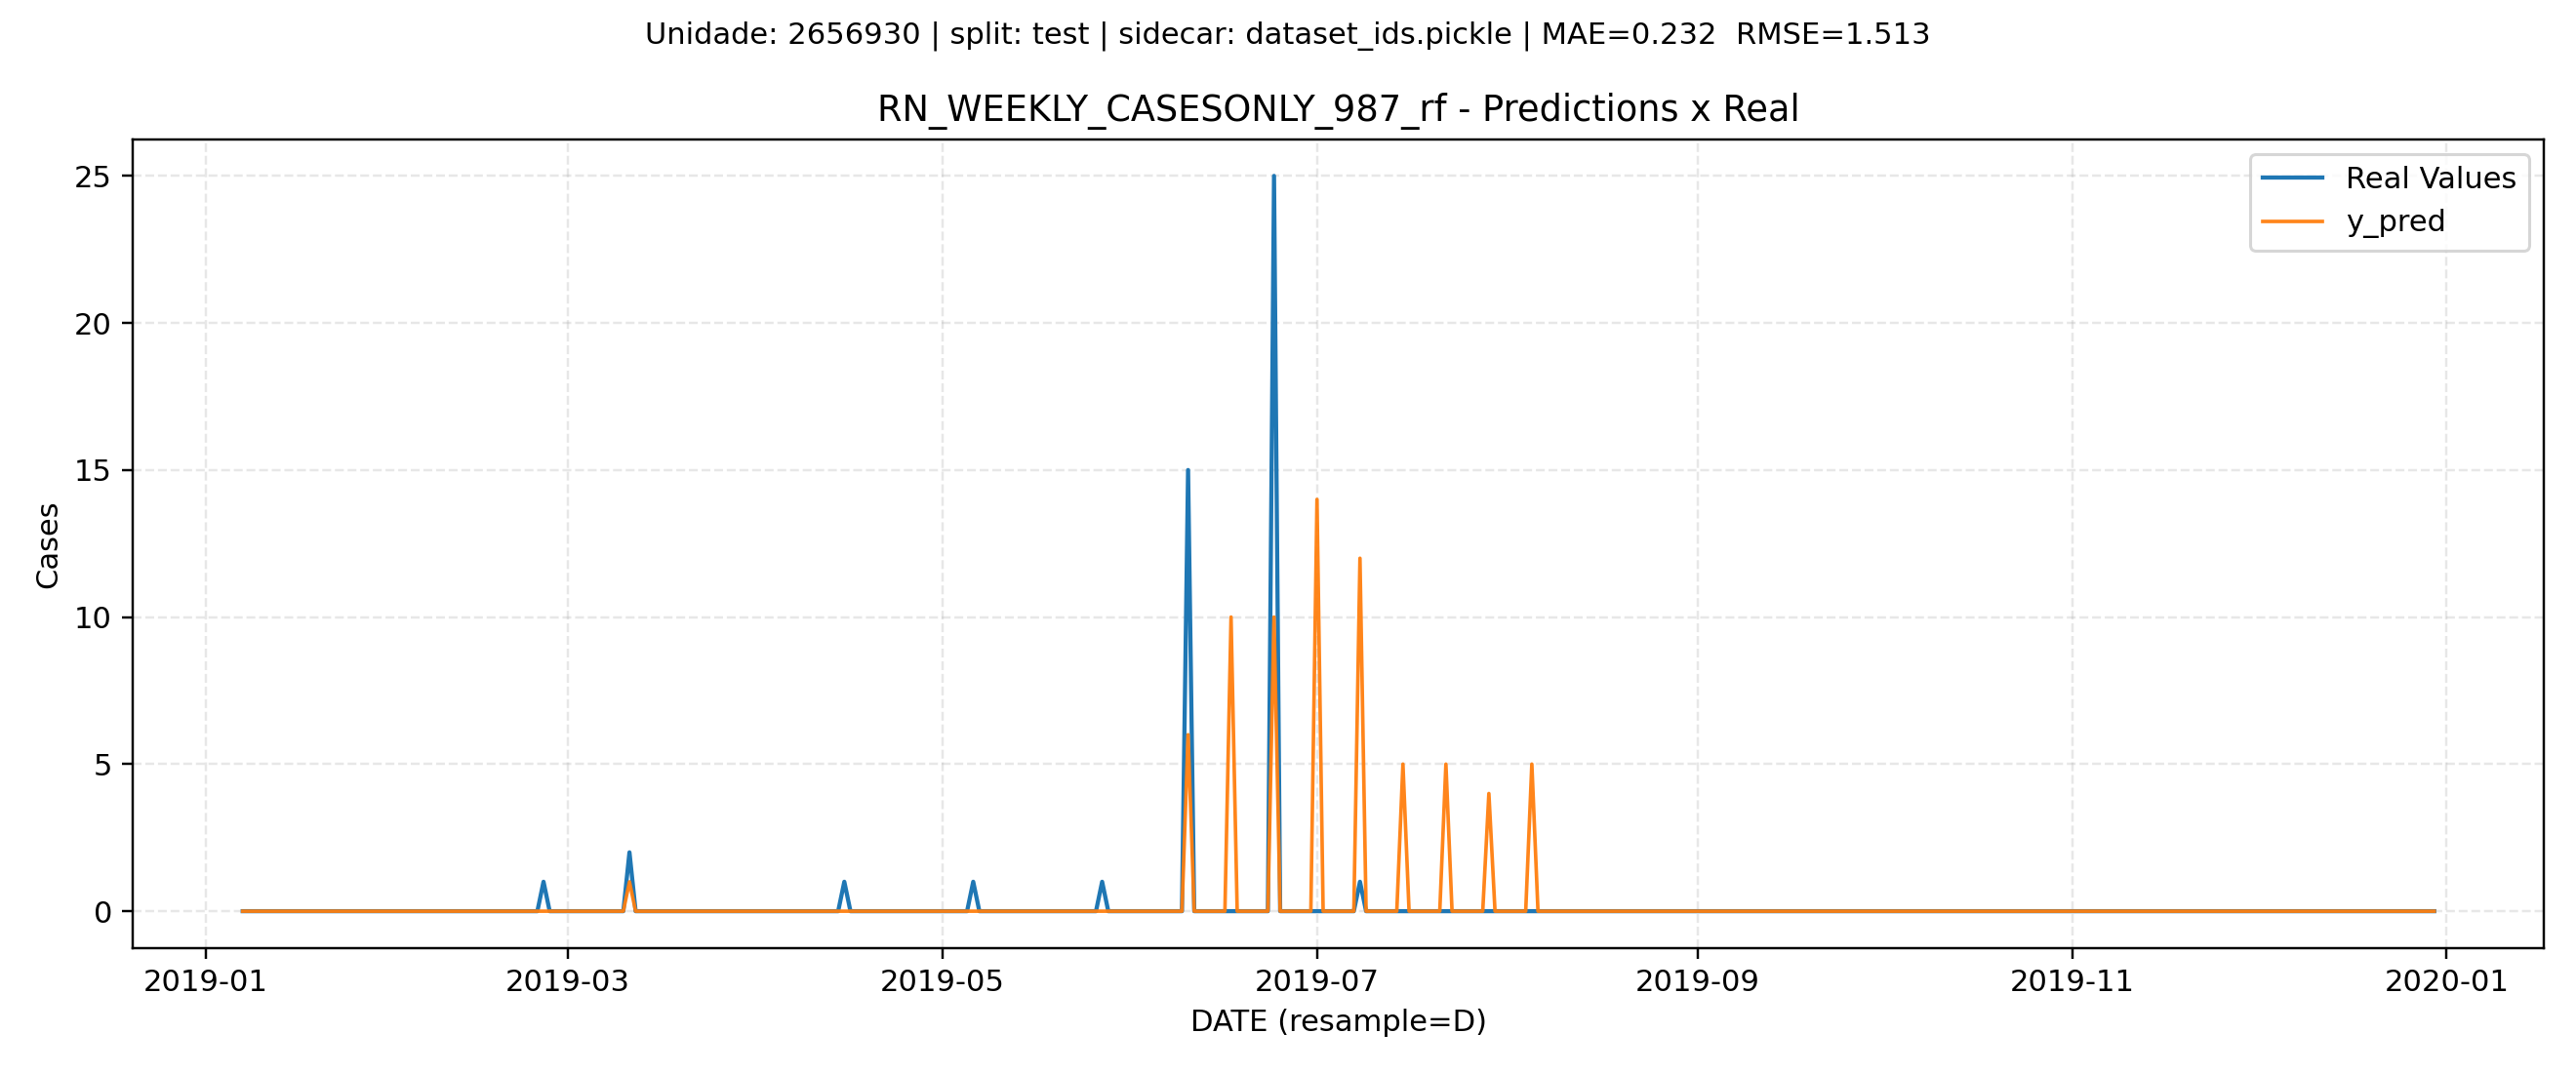 Unidade: 2656930 | split: test | sidecar: dataset_ids.pickle | MAE=0.232  RMSE=1.513
RN_WEEKLY_CASESONLY_987_rf - Predictions x Real
25
20
15
10
5
0
Cases
Real Values
y_pred
2019-01
2019-03
2019-05
2019-07
2019-09
2019-11
2020-01
DATE (resample=D)